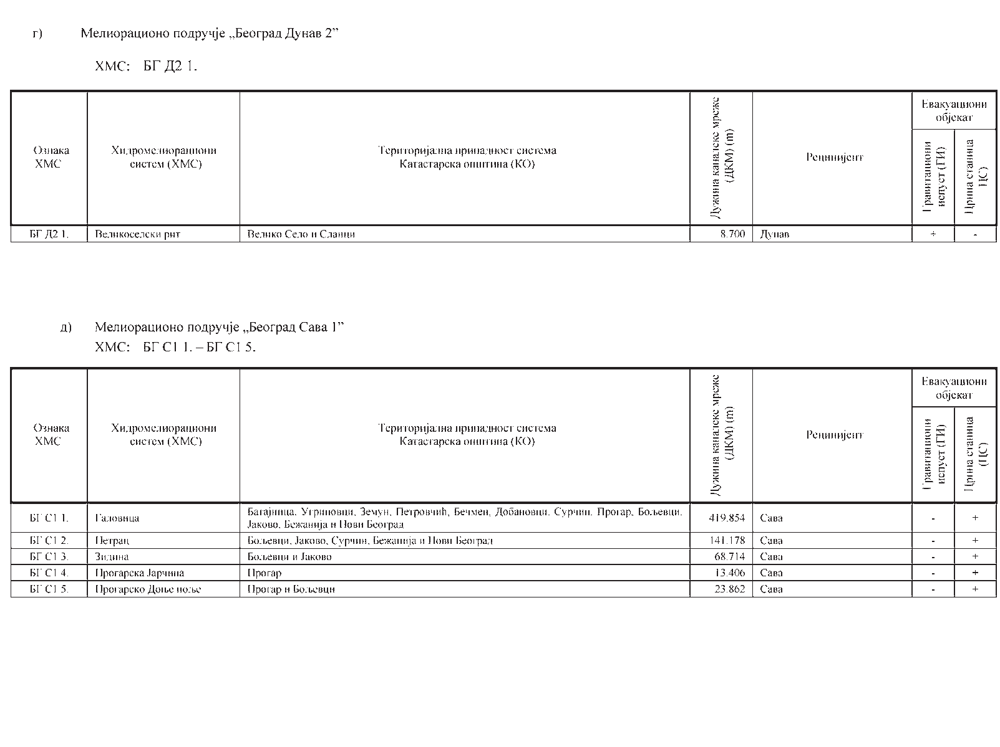 г) Мелиорационо подручје „Београд Дунав 2”
ХМС: БГ Д2 1.
Ознака
ХМС
Хидромелиорациони
систем (ХМС)
Територијална припадност система
Катастарска општина (КО)
Дужина каналске мреже
(ДКМ) (m)
Реципијент
Евакуациони
објекат
Гравитациони
испуст (ГИ)
Црпна станица
ЦС)
БГ Д2 1. Великоселски рит Велико Село и Сланци 8.700 Дунав + -
д) Мелиорационо подручје „Београд Сава 1”
ХМС: БГ С1 1. – БГ С1 5.
Ознака
ХМС
Хидромелиорациони
систем (ХМС)
Територијална припадност система
Катастарска општина (КО)
Дужина каналске мреже
(ДКМ) (m)
Реципијент
Евакуациони
објекат
Гравитациони
испуст (ГИ)
Црпна станица
(ЦС)
БГ С1 1. Галовица Батајница, Угриновци, Земун, Петровчић, Бечмен, Добановци, Сурчин, Прогар, Бољевци,
Јаково, Бежанија и Нови Београд 419.854 Сава - +
БГ С1 2. Петрац Бољевци, Јаково, Сурчин, Бежанија и Нови Београд 141.178 Сава - +
БГ С1 3. Зидина Бољевци и Јаково 68.714 Сава - +
БГ С1 4. Прогарска Јарчина Прогар 13.406 Сава - +
БГ С1 5. Прогарско Доње поље Прогар и Бољевци 23.862 Сава - +